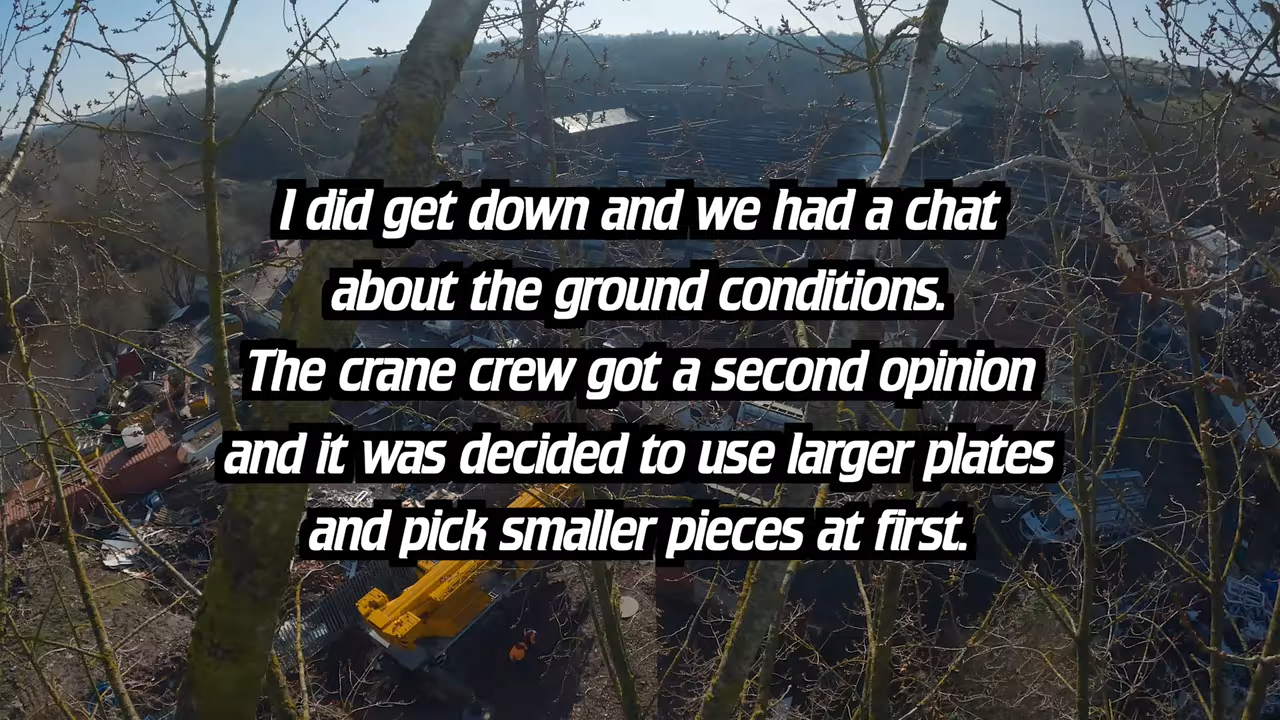 I did get down and we had a chat
about the ground conditions.
The crane crew got a second opinion
and it was decided to use larger plates
and pick smaller pieces at first.